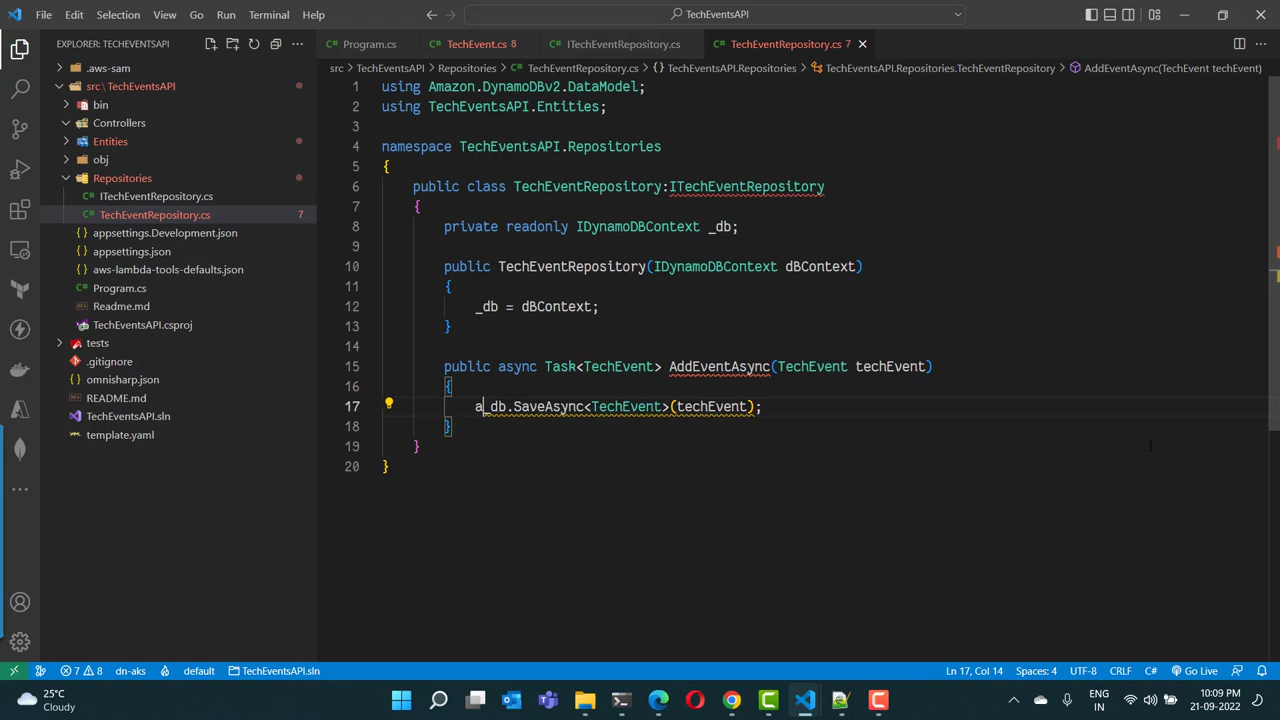 File Edit Selection View Go Run Terminal Help
TechEventsAPI
EXPLORER: TECHEVENTSAPI
Program.cs TechEvent.cs 8 ITechEventRepository.cs TechEventRepository.cs 7
src > TechEventsAPI > Repositories > TechEventRepository.cs > {} TechEventsAPI.Repositories > TechEventsAPI.Repositories.TechEventRepository > AddEventAsync(TechEvent techEvent)
.aws-sam
src \ TechEventsAPI
bin
Controllers
Entities
obj
Repositories
ITechEventRepository.cs
TechEventRepository.cs 7
appsettings.Development.json
appsettings.json
aws-lambda-tools-defaults.json
Program.cs
Readme.md
TechEventsAPI.csproj
tests
.gitignore
omnisharp.json
README.md
TechEventsAPI.sln
template.yaml
1 using Amazon.DynamoDBv2.DataModel;
2 using TechEventsAPI.Entities;
3
4 namespace TechEventsAPI.Repositories
5 {
6 public class TechEventRepository:ITechEventRepository
7 {
8 private readonly IDynamoDBContext _db;
9
10 public TechEventRepository(IDynamoDBContext dBContext)
11 {
12 _db = dBContext;
13 }
14
15 public async Task<TechEvent> AddEventAsync(TechEvent techEvent)
16 {
17 a_db.SaveAsync<TechEvent>(techEvent);
18 }
19 }
20 }
7 8 dn-aks default TechEventsAPI.sln Ln 17, Col 14 Spaces: 4 UTF-8 CRLF C# Go Live
25°C
Cloudy
ENG
IN
10:09 PM
21-09-2022